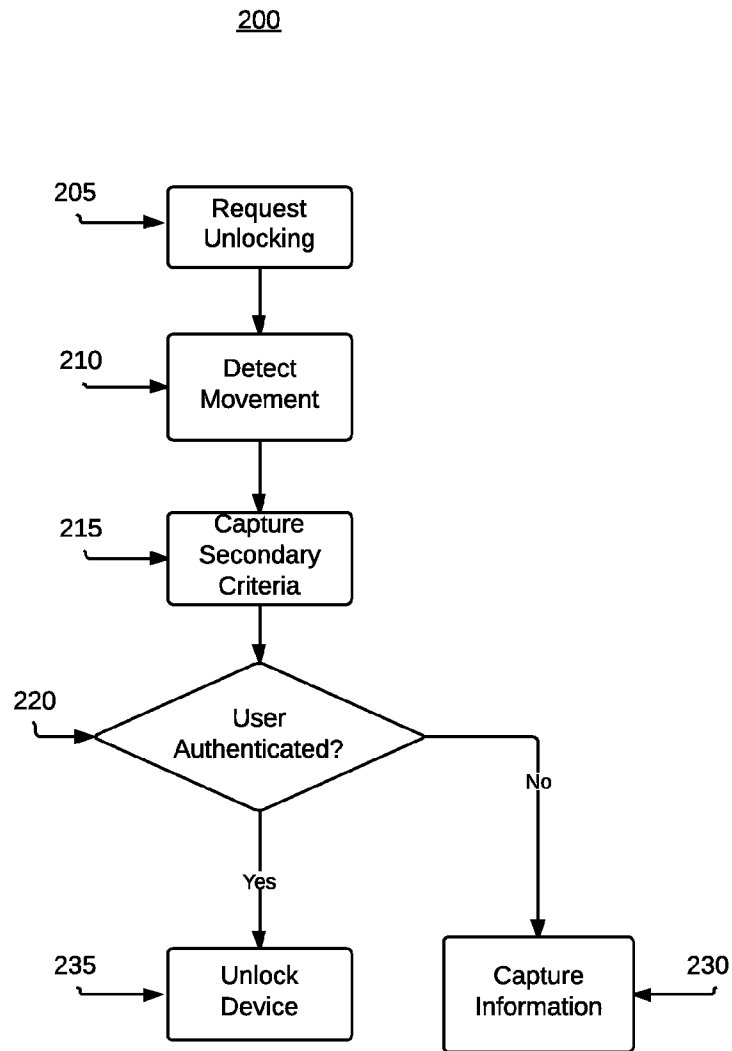 200
205
Request
Unlocking
210
Detect
Movement
215
Capture
Secondary
Criteria
220
User
Authenticated?
No
Yes
235
Unlock
Device
Capture
Information
230